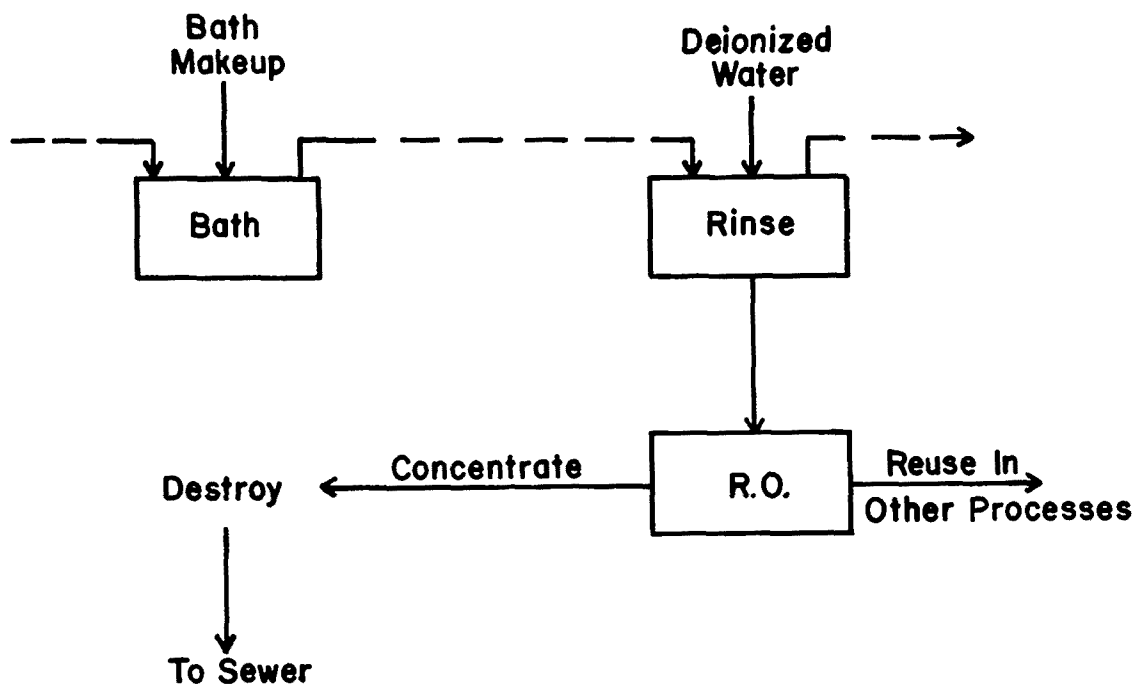 Bath
Makeup
Deionized
Water
Bath
Rinse
Concentrate
R.O.
Reuse In
Other Processes
Destroy
To Sewer